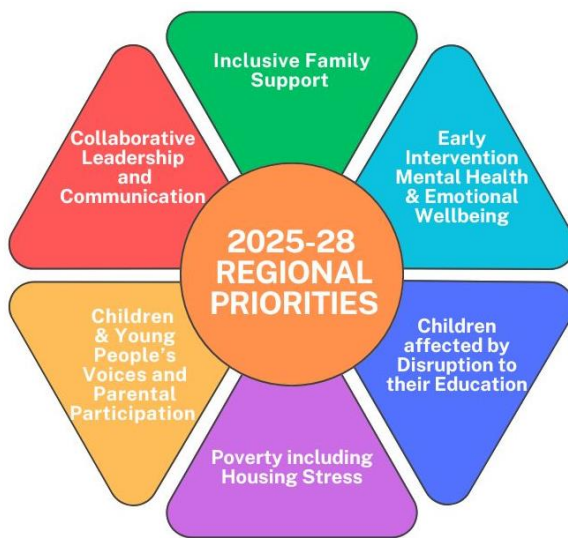 Inclusive Family
Support
Early
Intervention
Mental Health
& Emotional
Wellbeing
Children
affected by
Disruption to
their Education
Poverty including
Housing Stress
Children
& Young
People's
Voices and
Parental
Participation
Collaborative
Leadership
and
Communication
2025-28
REGIONAL
PRIORITIES